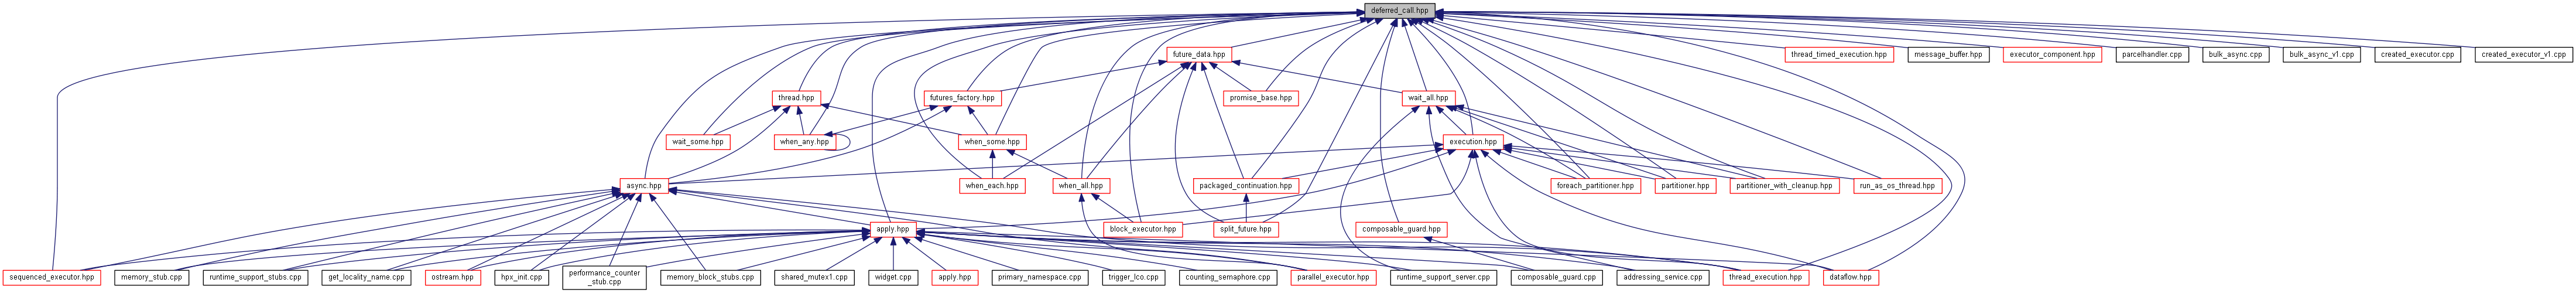 deferred_call.hpp
future_data.hpp
thread_timed_execution.hpp
message_buffer.hpp
executor_component.hpp
parcelhandler.cpp
bulk_async.cpp
bulk_async_v1.cpp
created_executor.cpp
created_executor_v1.cpp
thread.hpp
futures_factory.hpp
promise_base.hpp
wait_all.hpp
wait_some.hpp
when_any.hpp
when_some.hpp
execution.hpp
async.hpp
when_each.hpp
when_all.hpp
packaged_continuation.hpp
foreach_partitioner.hpp
partitioner.hpp
partitioner_with_cleanup.hpp
run_as_os_thread.hpp
apply.hpp
block_executor.hpp
split_future.hpp
composable_guard.hpp
sequenced_executor.hpp
memory_stub.cpp
runtime_support_stubs.cpp
get_locality_name.cpp
ostream.hpp
hpx_init.cpp
performance_counter
_stub.cpp
memory_block_stubs.cpp
shared_mutex1.cpp
widget.cpp
apply.hpp
primary_namespace.cpp
trigger_lco.cpp
counting_semaphore.cpp
parallel_executor.hpp
runtime_support_server.cpp
composable_guard.cpp
addressing_service.cpp
thread_execution.hpp
dataflow.hpp